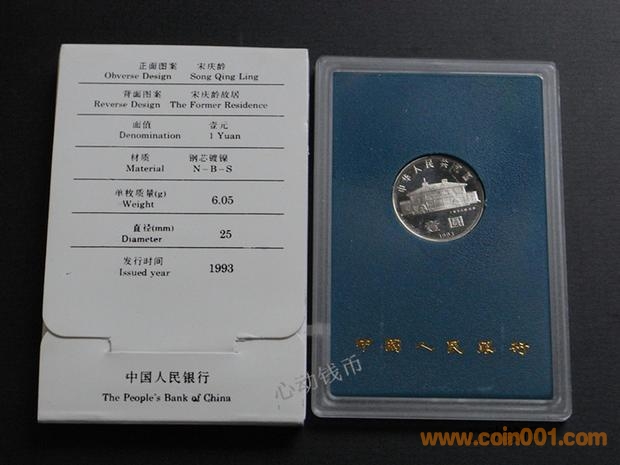 正面图案 宋庆龄
Obverse Design Song Qing Ling
背面图案 宋庆龄故居
Reverse Design The Former Residence
面值 壹元
Denomination 1 Yuan
材质 钢芯镀镍
Material N-B-S
单枚质量(g)
Weight 6.05
直径(mm)
Diameter 25
发行时间
Issued year 1993
中国人民银行
The People's Bank of China
中华人民共和国
壹圆
1993
中國人民銀行
心动钱币
www.coin001.com